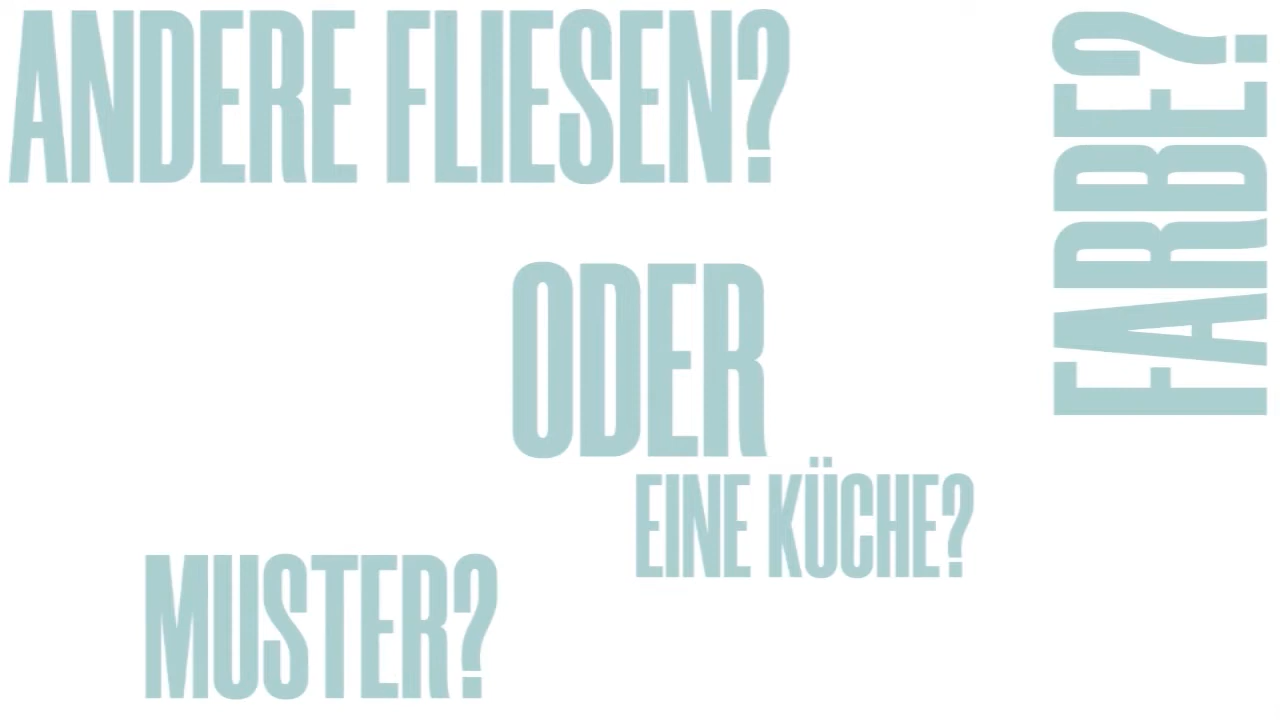 ANDERE FLIESEN?
FARBE?
ODER
EINE KÜCHE?
MUSTER?